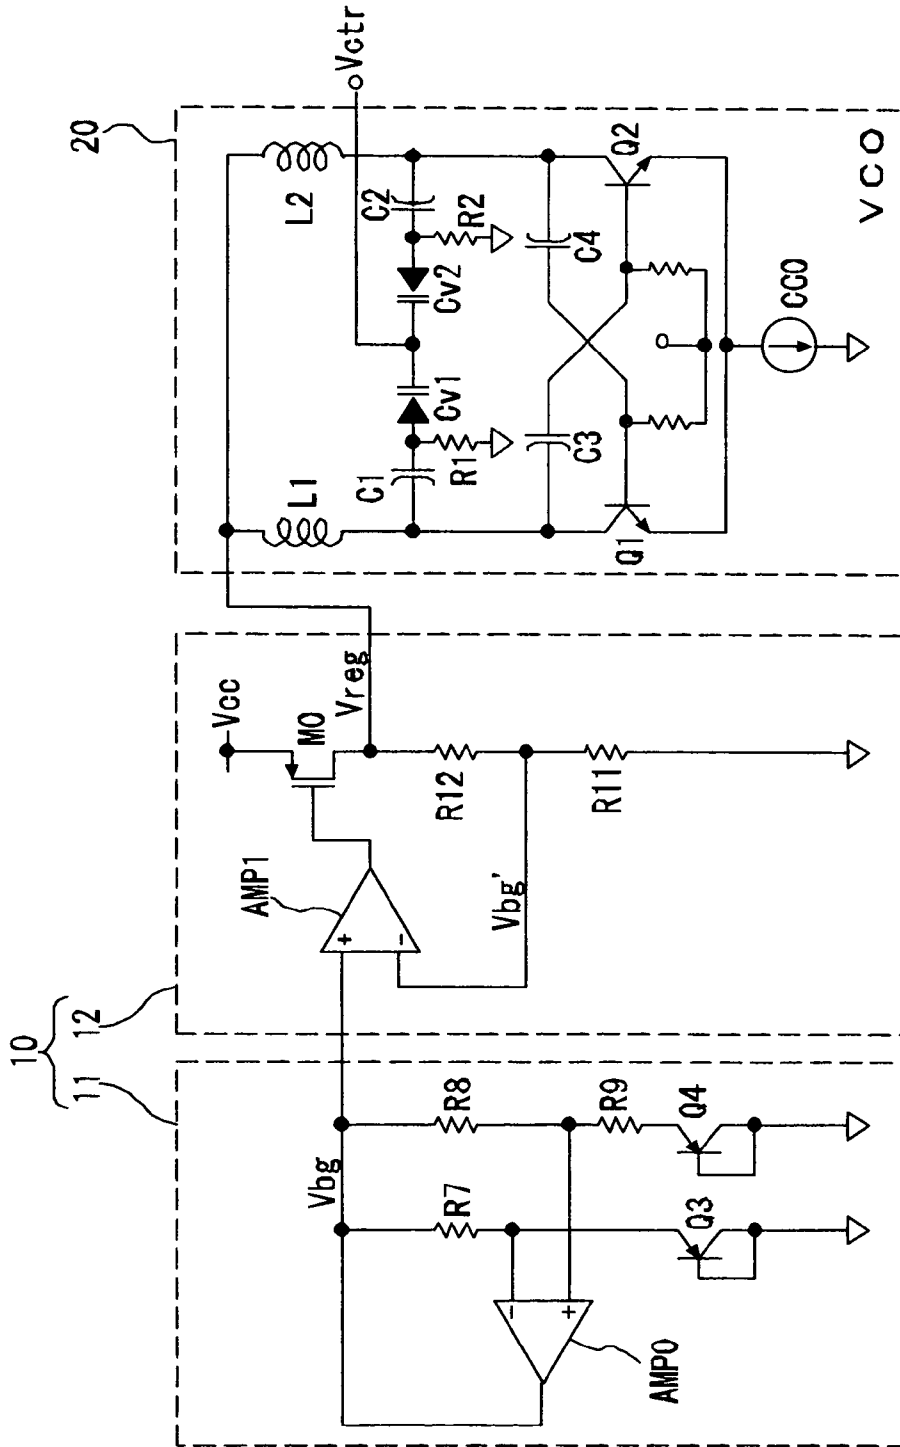 10
11
12
20
Vbg
R7
R8
R9
Q3
Q4
AMP0
-
+
AMP1
+
-
Vbg'
Vcc
M0
Vreg
R12
R11
L1
L2
Vctr
C1
Cv1
Cv2
C2
R1
R2
C3
C4
Q1
Q2
CC0
VCO